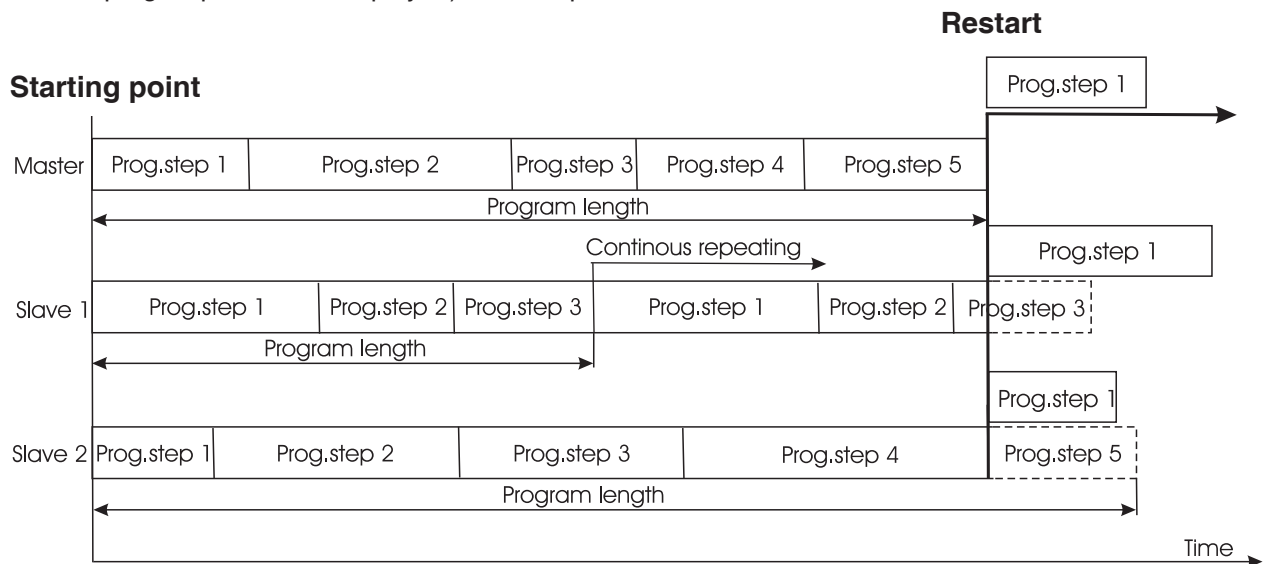 Restart
Starting point
Prog.step 1
Master Prog.step 1 Prog.step 2 Prog.step 3 Prog.step 4 Prog.step 5
Program length
Continous repeating
Prog.step 1
Slave 1 Prog.step 1 Prog.step 2 Prog.step 3 Prog.step 1 Prog.step 2 Prog.step 3
Program length
Prog.step 1
Slave 2 Prog.step 1 Prog.step 2 Prog.step 3 Prog.step 4 Prog.step 5
Program length
Time